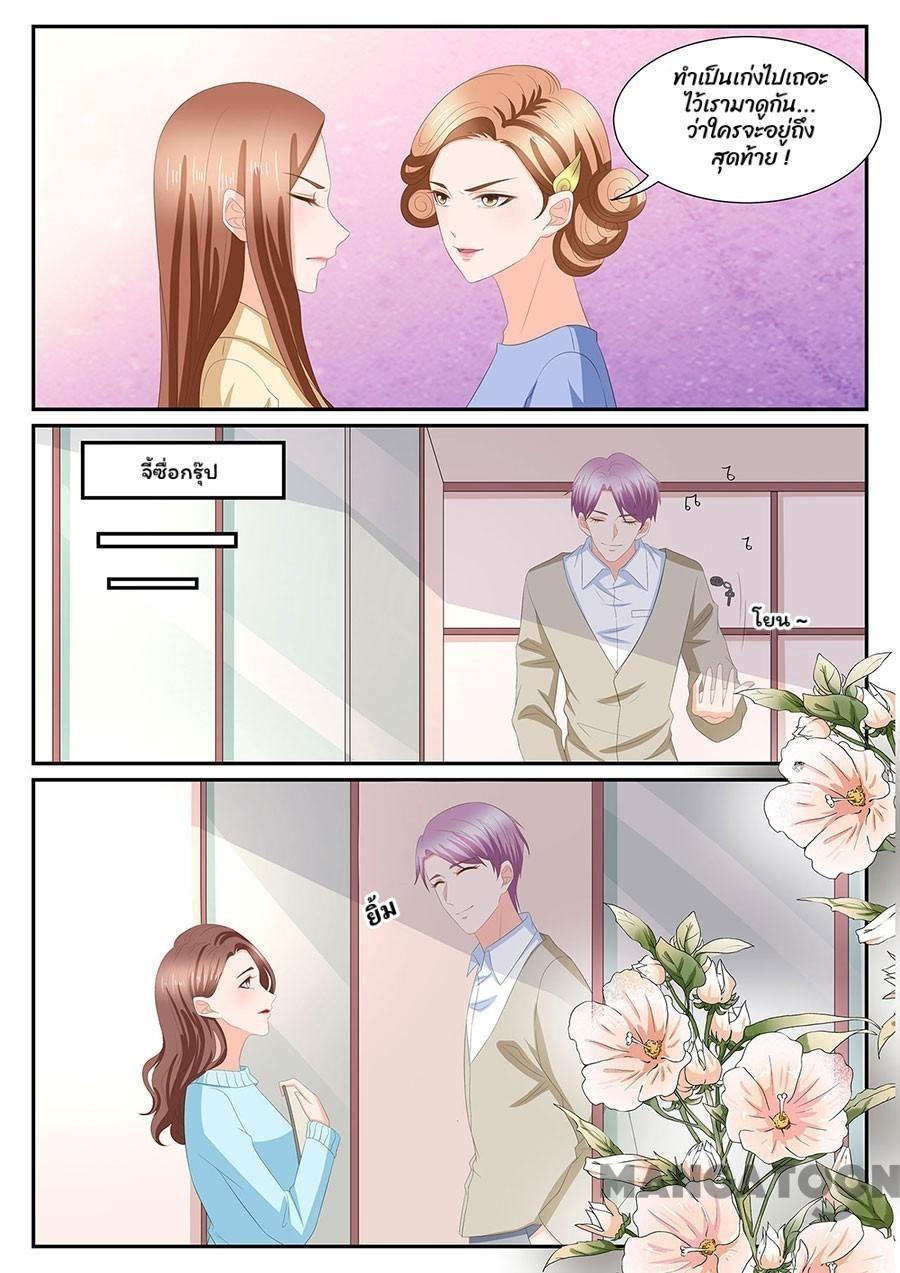 ทำเป็นเก่งไปเถอะ
ไว้เรามาดูกัน...
ว่าใครจะอยู่ถึง
สุดท้าย !
จี้ซื่อกรุ๊ป
โยน ~
ยิ้ม
MANGATOON